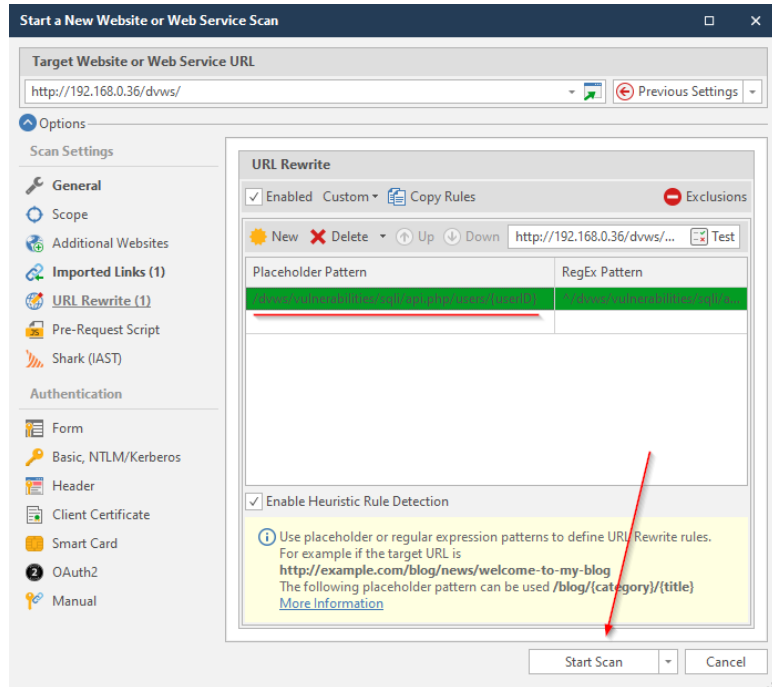 Start a New Website or Web Service Scan
Target Website or Web Service URL
http://192.168.0.36/dvws/
Previous Settings
Options
Scan Settings
General
Scope
Additional Websites
Imported Links (1)
URL Rewrite (1)
Pre-Request Script
Shark (IAST)
Authentication
Form
Basic, NTLM/Kerberos
Header
Client Certificate
Smart Card
OAuth2
Manual
URL Rewrite
Enabled Custom Copy Rules Exclusions
New Delete Up Down http://192.168.0.36/dvws/... Test
Placeholder Pattern RegEx Pattern
/dvws/vulnerabilities/sqli/api.php/users/{userID} ^/dvws/vulnerabilities/sqli/a...
Enable Heuristic Rule Detection
Use placeholder or regular expression patterns to define URL Rewrite rules.
For example if the target URL is
http://example.com/blog/news/welcome-to-my-blog
The following placeholder pattern can be used /blog/{category}/{title}
More Information
Start Scan Cancel